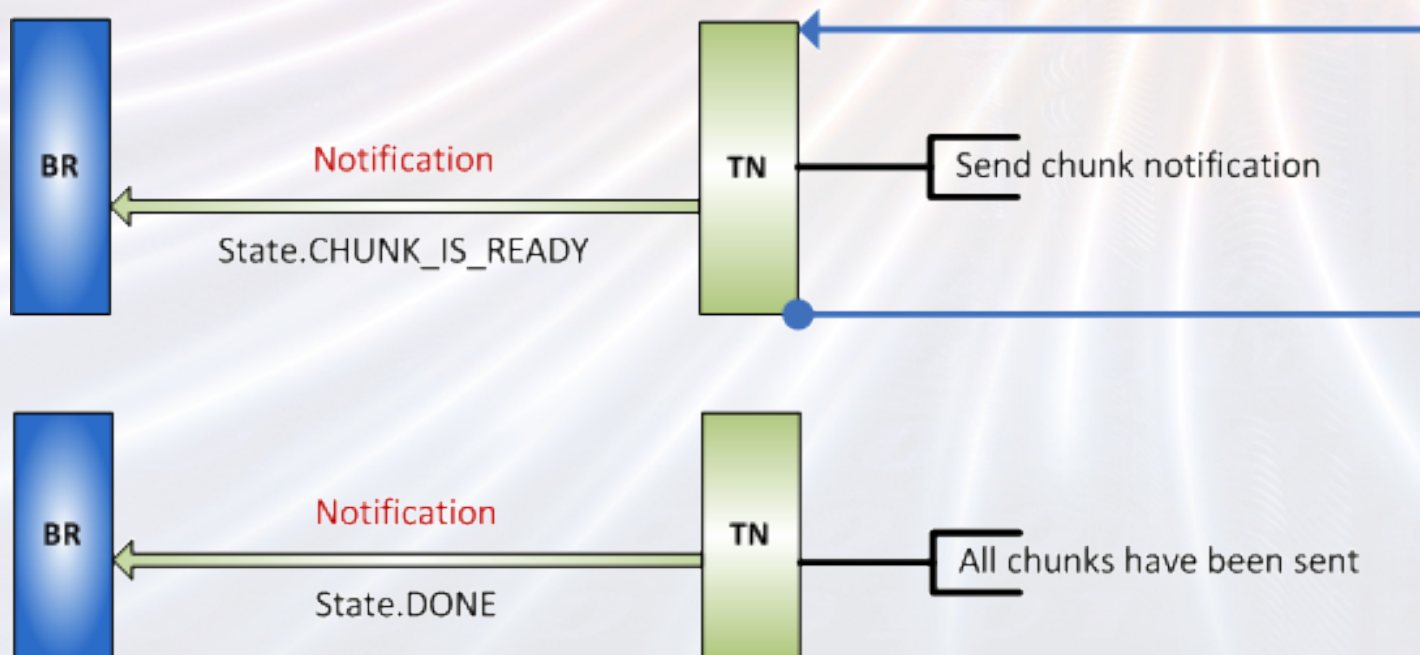 Notification
BR
TN
Send chunk notification
State.CHUNK_IS_READY
Notification
BR
TN
All chunks have been sent
State.DONE